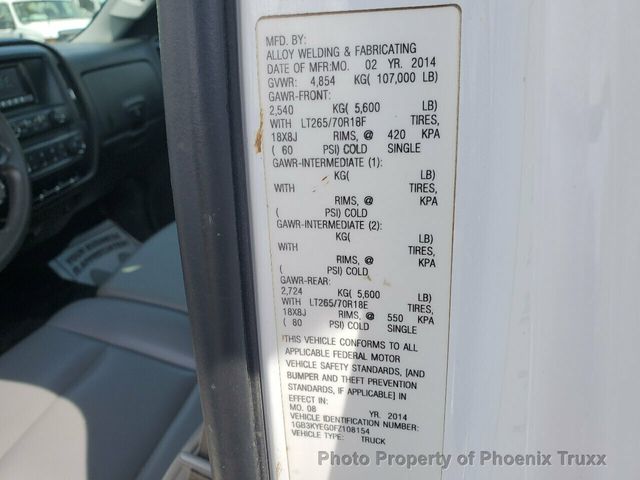 MFD. BY:
ALLOY WELDING & FABRICATING
DATE OF MFR:MO. 02 YR. 2014
GVWR: 4,854 KG( 107,000 LB)
GAWR-FRONT:
2,540 KG( 5,600 LB)
WITH LT265/70R18F TIRES,
18X8J RIMS, @ 420 KPA
( 60 PSI) COLD SINGLE
GAWR-INTERMEDIATE (1):
KG( LB)
WITH TIRES,
RIMS, @ KPA
( PSI) COLD
GAWR-INTERMEDIATE (2):
KG( LB)
WITH TIRES,
RIMS, @ KPA
( PSI) COLD
GAWR-REAR:
2,724 KG( 5,600 LB)
WITH LT265/70R18E TIRES,
18X8J RIMS, @ 550 KPA
( 80 PSI) COLD SINGLE
THIS VEHICLE CONFORMS TO ALL
APPLICABLE FEDERAL MOTOR
VEHICLE SAFETY STANDARDS, [AND
BUMPER AND THEFT PREVENTION
STANDARDS, IF APPLICABLE] IN
EFFECT IN:
MO. 08 YR. 2014
VEHICLE IDENTIFICATION NUMBER:
1GB3KYEG0FZ108154
VEHICLE TYPE: TRUCK
Photo Property of Phoenix Truxx